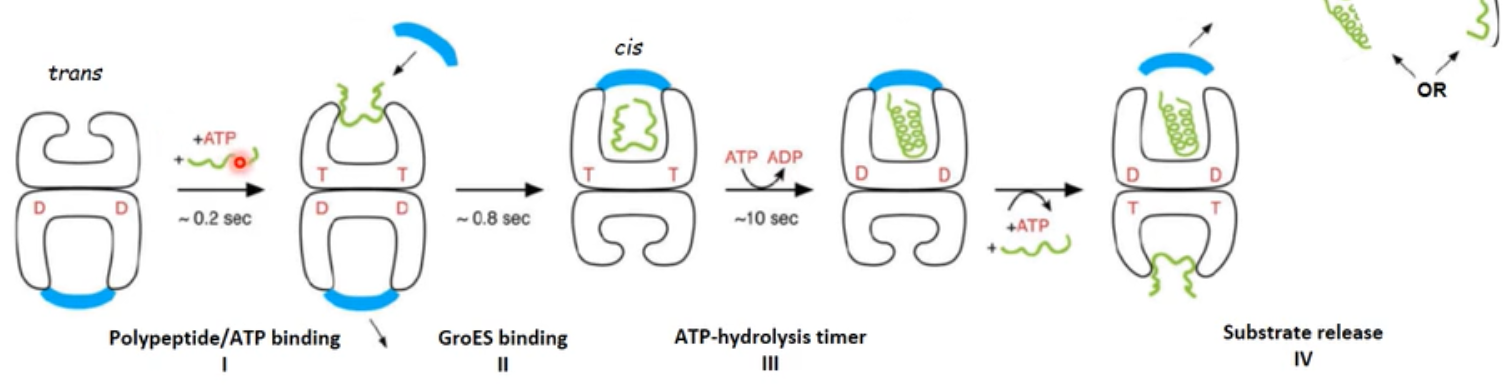 trans
+ATP
+
~ 0.2 sec
D D
T T
D D
~ 0.8 sec
cis
T T
ATP ADP
~10 sec
D D
+ATP
+
D D
T T
OR
Polypeptide/ATP binding
I
GroES binding
II
ATP-hydrolysis timer
III
Substrate release
IV